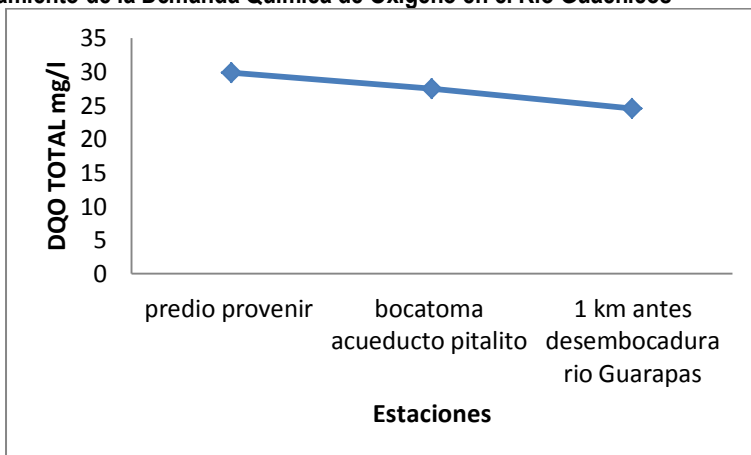 de la Demanda Química de Oxígeno en el Río Guachicos
DQO TOTAL mg/l
35
30
25
20
15
10
5
0
predio provenir
bocatoma
acueducto pitalito
1 km antes
desembocadura
rio Guarapas
Estaciones